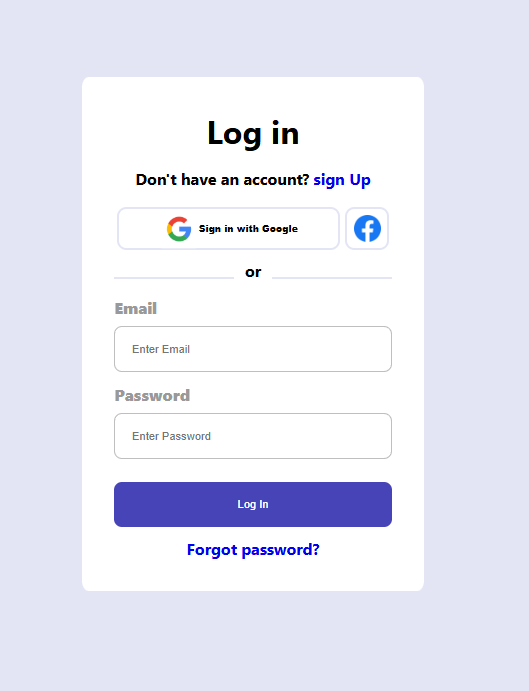 Log in
Don't have an account? sign Up
Sign in with Google
or
Email
Enter Email
Password
Enter Password
Log In
Forgot password?